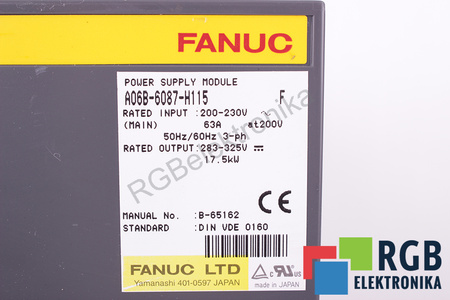 FANUC
POWER SUPPLY MODULE
A06B-6087-H115 F
RATED INPUT :200-230V
(MAIN) 63A at200V
50Hz/60Hz 3-ph
RATED OUTPUT:283-325V
17.5kW
RGBelektronika
MANUAL NO. :B-65162
STANDARD :DIN VDE 0160
CE
FANUC LTD
Yamanashi 401-0597 JAPAN
c us
MADE IN JAPAN
RGB
ELEKTRONIKA